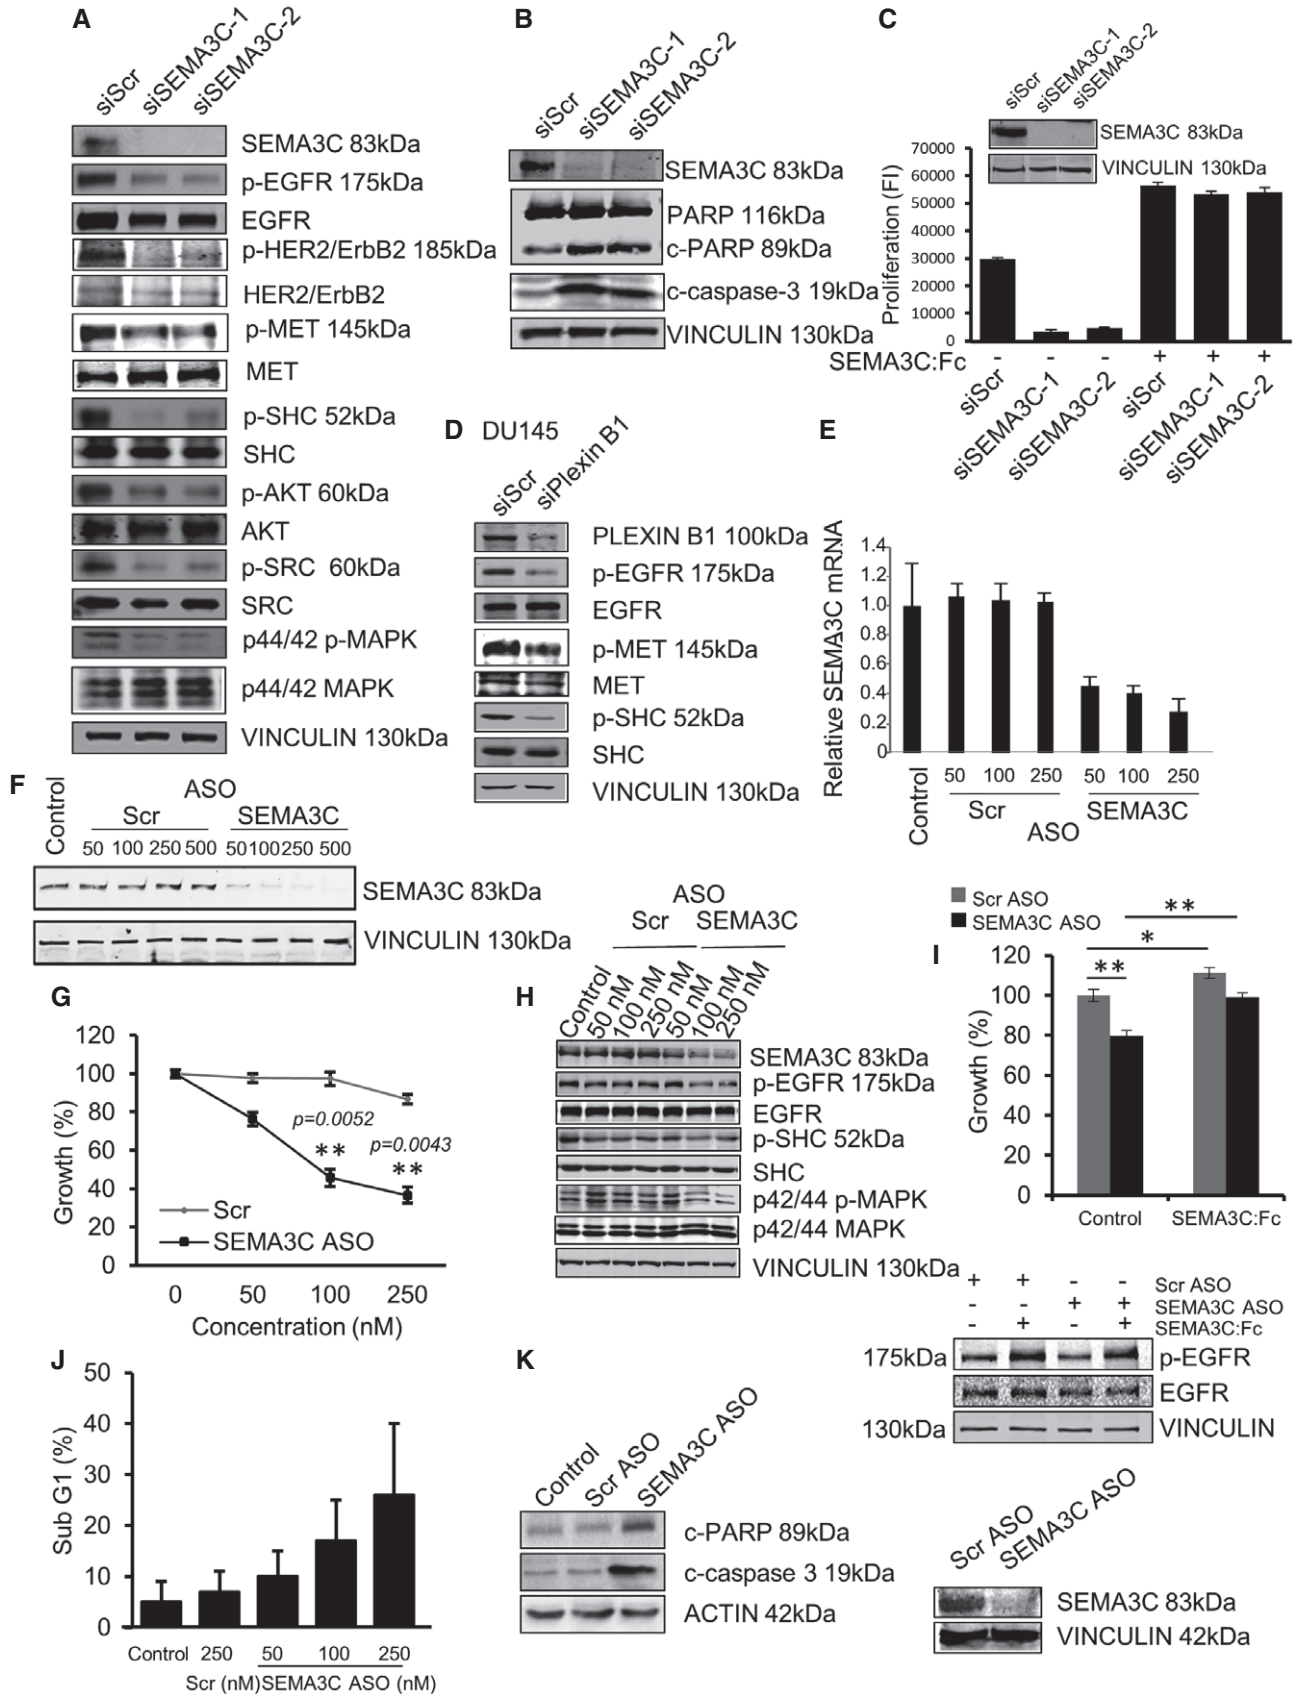 A
siScr
siSEMA3C-1
siSEMA3C-2
SEMA3C 83kDa
p-EGFR 175kDa
EGFR
p-HER2/ErbB2 185kDa
HER2/ErbB2
p-MET 145kDa
MET
p-SHC 52kDa
SHC
p-AKT 60kDa
AKT
p-SRC 60kDa
SRC
p44/42 p-MAPK
p44/42 MAPK
VINCULIN 130kDa
B
siScr
siSEMA3C-1
siSEMA3C-2
SEMA3C 83kDa
PARP 116kDa
c-PARP 89kDa
c-caspase-3 19kDa
VINCULIN 130kDa
C
siScr
siSEMA3C-1
siSEMA3C-2
SEMA3C 83kDa
VINCULIN 130kDa
Proliferation (FI)
70000
60000
50000
40000
30000
20000
10000
0
SEMA3C:Fc - - - + + +
siScr
siSEMA3C-1
siSEMA3C-2
siScr
siSEMA3C-1
siSEMA3C-2
D DU145
siScr
siPlexin B1
PLEXIN B1 100kDa
p-EGFR 175kDa
EGFR
p-MET 145kDa
MET
p-SHC 52kDa
SHC
VINCULIN 130kDa
E
Relative SEMA3C mRNA
1.4
1.2
1.0
0.8
0.6
0.4
0.2
0
Control
50 100 250 50 100 250
Scr SEMA3C
ASO
F
Control
ASO
Scr SEMA3C
50 100 250 500 50 100 250 500
SEMA3C 83kDa
VINCULIN 130kDa
G
Growth (%)
120
100
80
60
40
20
0
p=0.0052
**
p=0.0043
**
Scr
SEMA3C ASO
0 50 100 250
Concentration (nM)
H
ASO
Scr SEMA3C
Control
50 nM
100 nM
250 nM
50 nM
100 nM
250 nM
SEMA3C 83kDa
p-EGFR 175kDa
EGFR
p-SHC 52kDa
SHC
p42/44 p-MAPK
p42/44 MAPK
VINCULIN 130kDa
I
Scr ASO
SEMA3C ASO
**
*
**
Growth (%)
120
100
80
60
40
20
0
Control SEMA3C:Fc
+ + - - Scr ASO
- - + + SEMA3C ASO
- + - + SEMA3C:Fc
175kDa p-EGFR
EGFR
130kDa VINCULIN
Scr ASO
SEMA3C ASO
SEMA3C 83kDa
VINCULIN 42kDa
J
Sub G1 (%)
50
40
30
20
10
0
Control 250 50 100 250
Scr (nM) SEMA3C ASO (nM)
K
Control
Scr ASO
SEMA3C ASO
c-PARP 89kDa
c-caspase 3 19kDa
ACTIN 42kDa